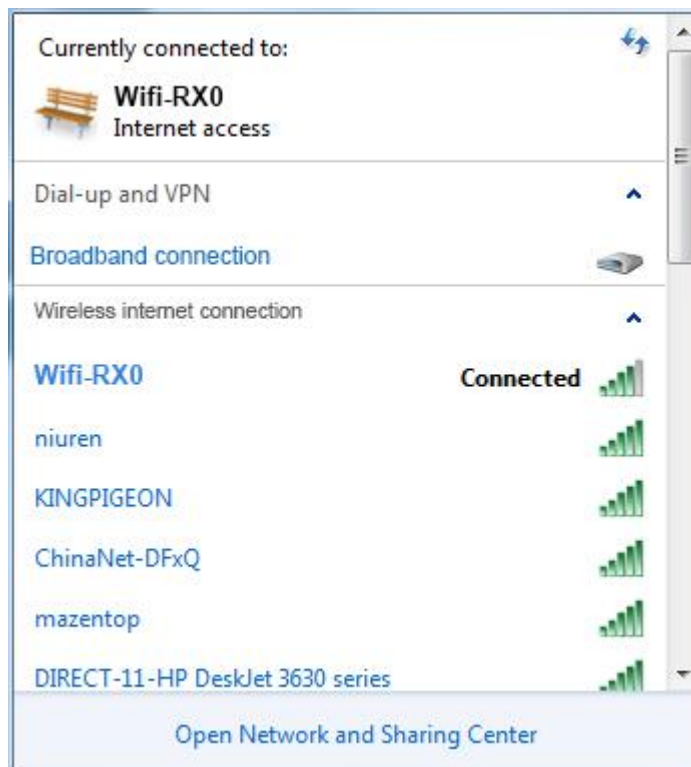 Currently connected to:
Wifi-RX0
Internet access
Dial-up and VPN
Broadband connection
Wireless internet connection
Wifi-RX0 Connected
niuren
KINGPIGEON
ChinaNet-DFxQ
mazentop
DIRECT-11-HP DeskJet 3630 series
Open Network and Sharing Center